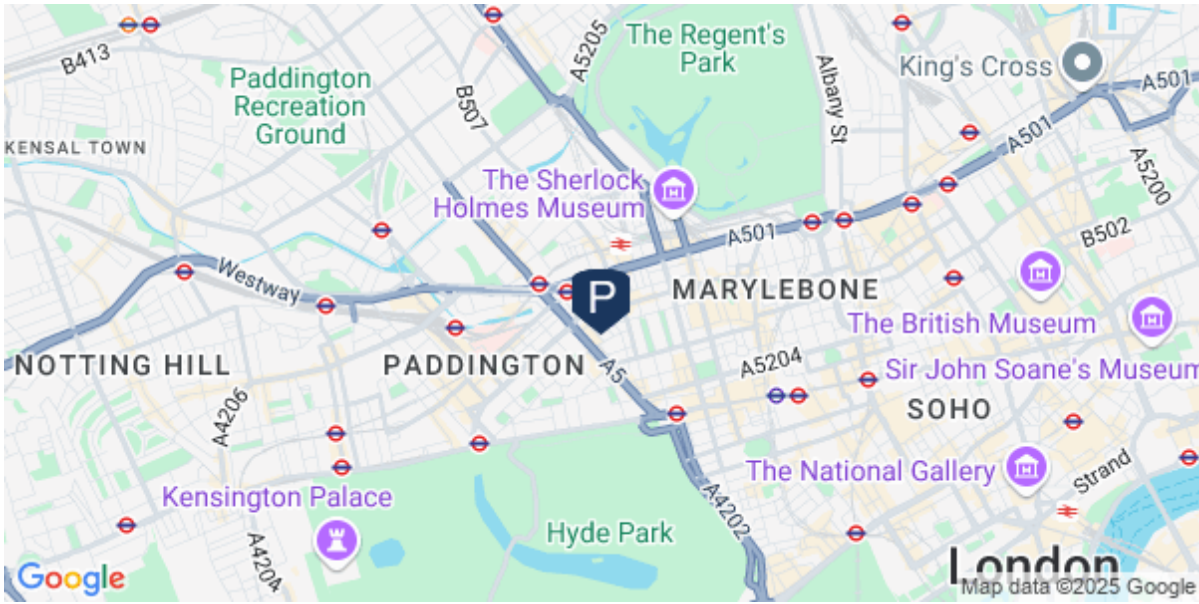 B413
Paddington
Recreation
Ground
B507
A5205
The Regent's
Park
Albany St
King's Cross
A501
A501
A5200
KENSAL TOWN
The Sherlock
Holmes Museum
A501
B502
Westway
P
MARYLEBONE
The British Museum
NOTTING HILL
PADDINGTON
A5
A5204
Sir John Soane's Museum
A4206
SOHO
The National Gallery
Strand
Kensington Palace
A4202
Hyde Park
A4204
London
Google
Map data ©2025 Google